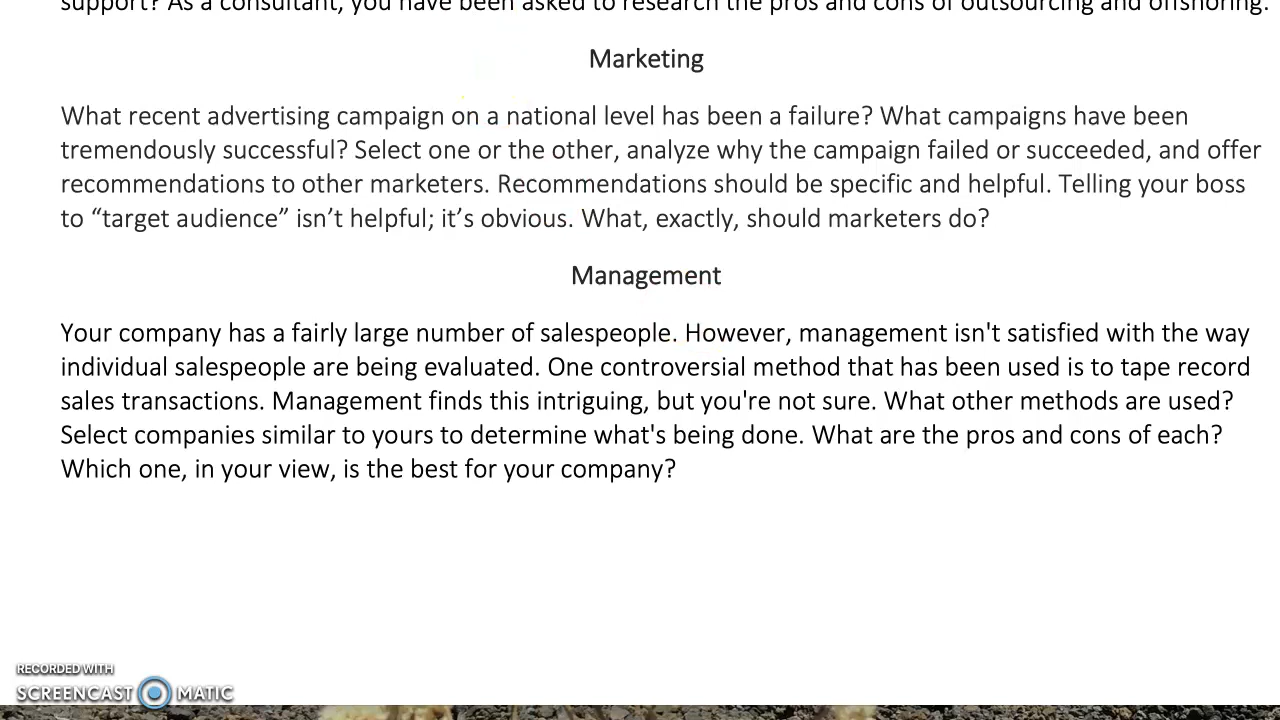 support? As a consultant, you have been asked to research the pros and cons of outsourcing and offshoring.
Marketing
What recent advertising campaign on a national level has been a failure? What campaigns have been
tremendously successful? Select one or the other, analyze why the campaign failed or succeeded, and offer
recommendations to other marketers. Recommendations should be specific and helpful. Telling your boss
to “target audience” isn’t helpful; it’s obvious. What, exactly, should marketers do?
Management
Your company has a fairly large number of salespeople. However, management isn't satisfied with the way
individual salespeople are being evaluated. One controversial method that has been used is to tape record
sales transactions. Management finds this intriguing, but you're not sure. What other methods are used?
Select companies similar to yours to determine what's being done. What are the pros and cons of each?
Which one, in your view, is the best for your company?
RECORDED WITH
SCREENCAST MATIC